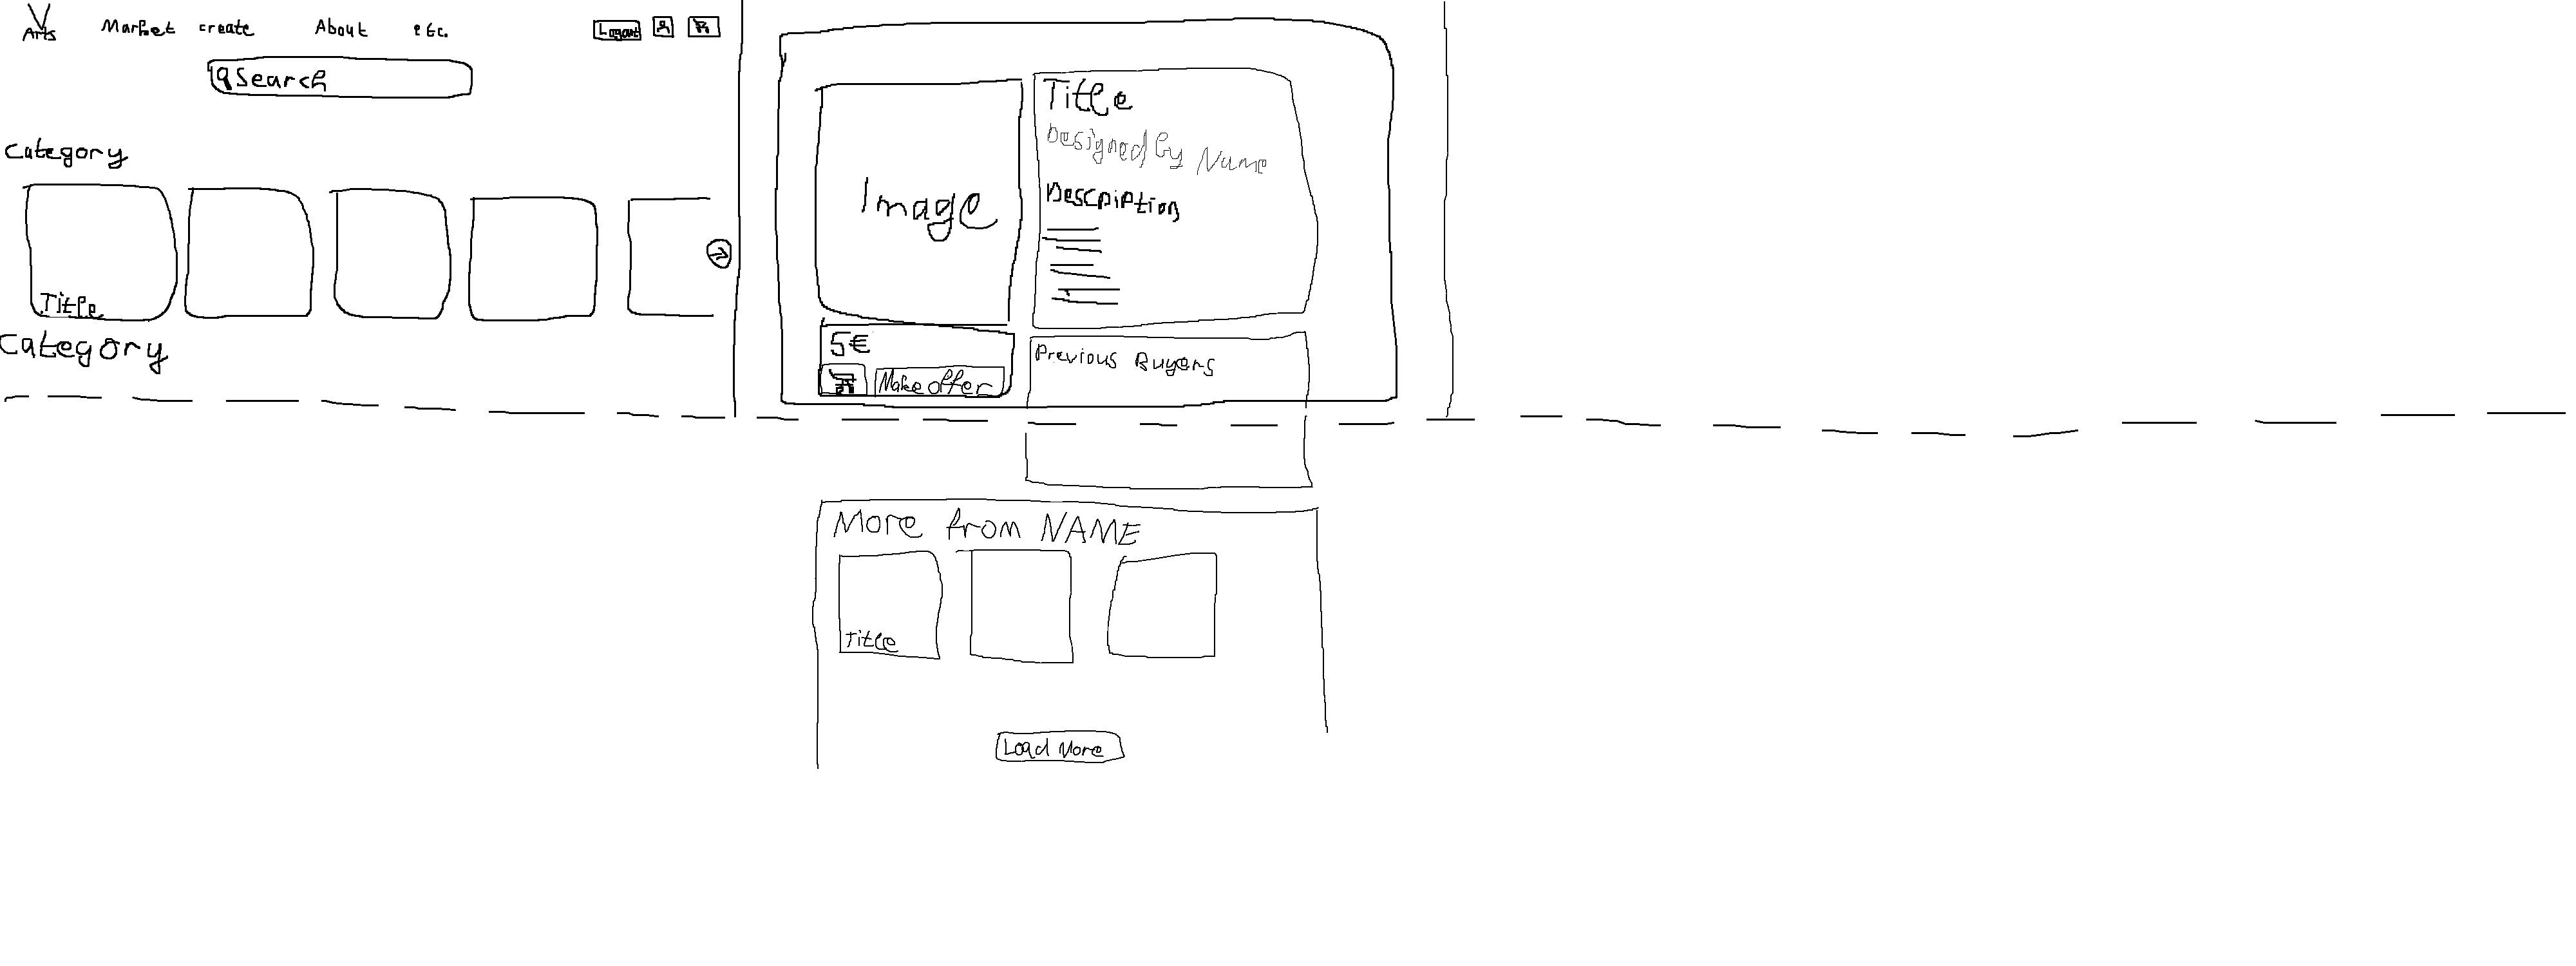 V
Arts
Market create About etc.
Logout
Search
Category
Title
Category
Image
Title
Designed by Name
Description
5€
Make offer
Previous Buyers
More from NAME
Title
Load More